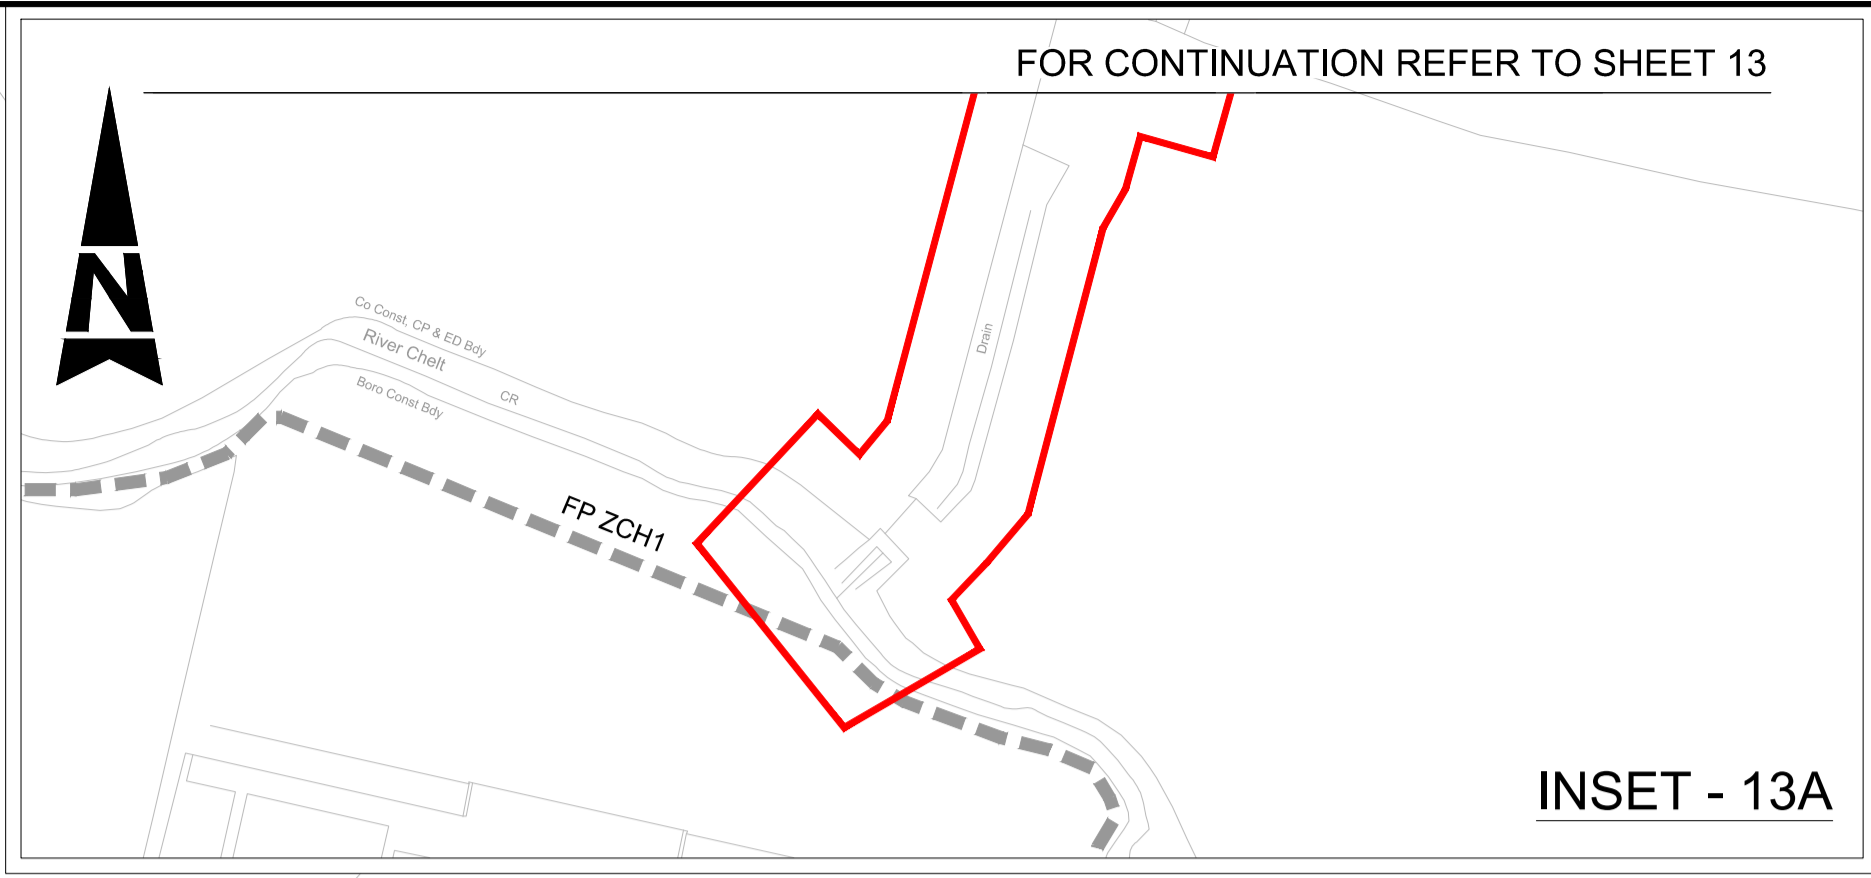 FOR CONTINUATION REFER TO SHEET 13
N
Co Const, CP & ED Bdy
River Chelt
CR
Boro Const Bdy
Drain
FP ZCH1
INSET - 13A